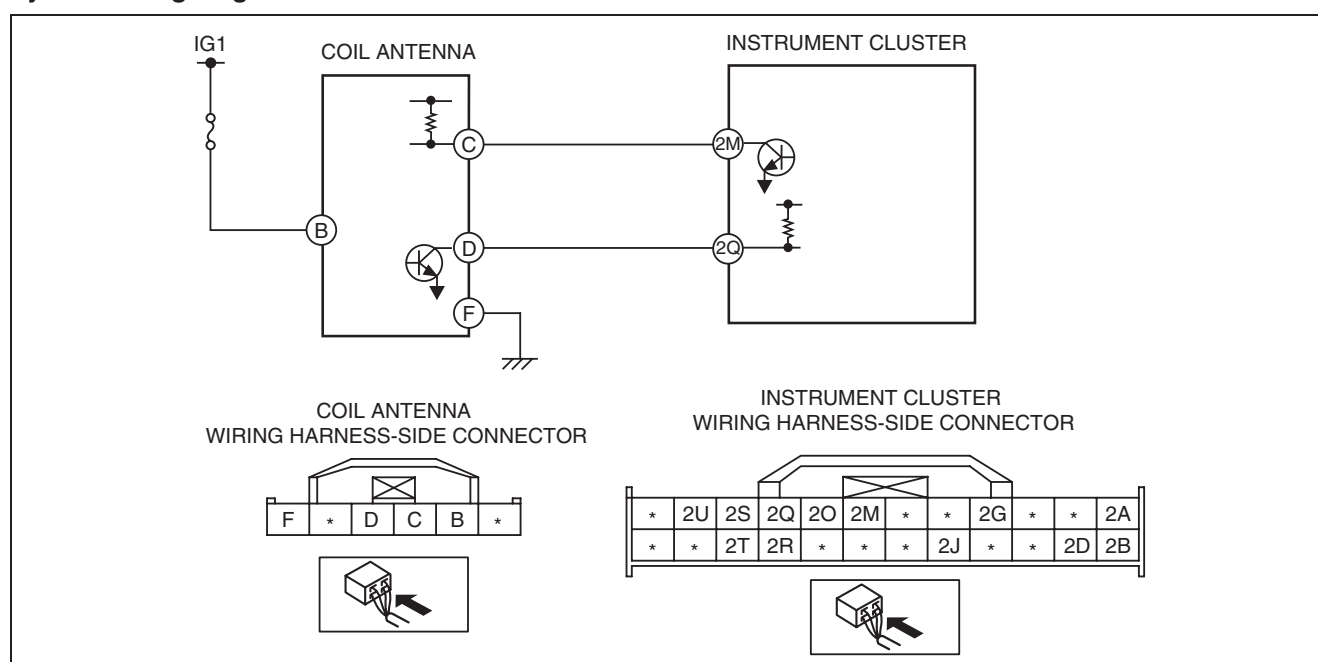 IG1
COIL ANTENNA
INSTRUMENT CLUSTER
C
2M
B
D
2Q
F
COIL ANTENNA
WIRING HARNESS-SIDE CONNECTOR
INSTRUMENT CLUSTER
WIRING HARNESS-SIDE CONNECTOR
F * D C B *
* 2U 2S 2Q 2O 2M * * 2G * * 2A
* * 2T 2R * * * 2J * * 2D 2B